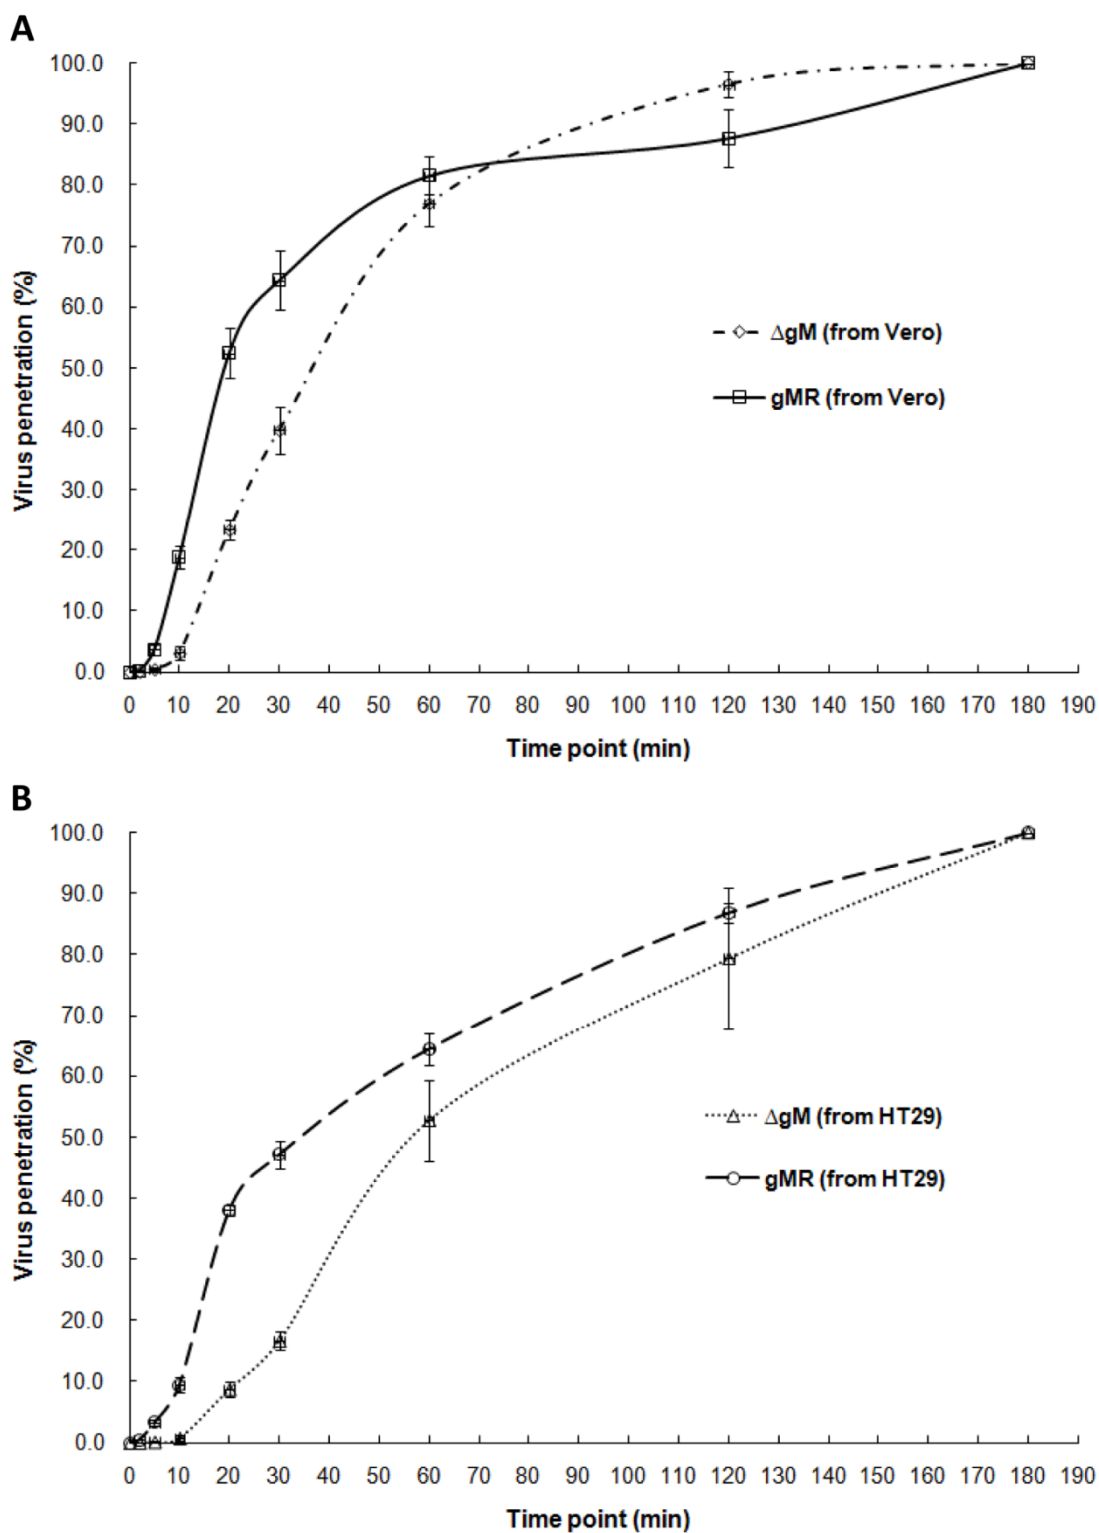 A
100.0
90.0
80.0
70.0
60.0
50.0
40.0
30.0
20.0
10.0
0.0
Virus penetration (%)
ΔgM (from Vero)
gMR (from Vero)
0 10 20 30 40 50 60 70 80 90 100 110 120 130 140 150 160 170 180 190
Time point (min)
B
100.0
90.0
80.0
70.0
60.0
50.0
40.0
30.0
20.0
10.0
0.0
Virus penetration (%)
ΔgM (from HT29)
gMR (from HT29)
0 10 20 30 40 50 60 70 80 90 100 110 120 130 140 150 160 170 180 190
Time point (min)